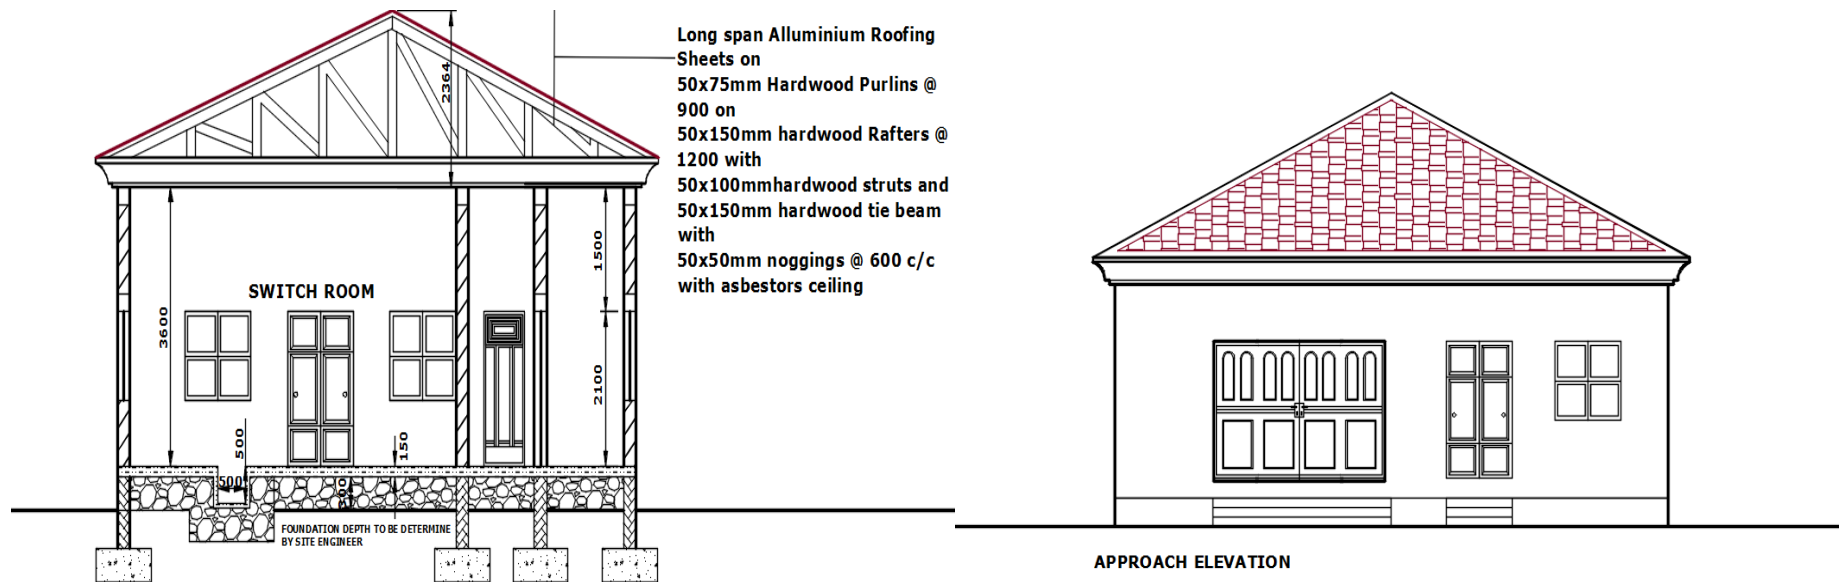 2364
Long span Alluminium Roofing
Sheets on
50x75mm Hardwood Purlins @
900 on
50x150mm hardwood Rafters @
1200 with
50x100mmhardwood struts and
50x150mm hardwood tie beam
with
50x50mm noggings @ 600 c/c
with asbestors ceiling
1500
SWITCH ROOM
3600
2100
500
150
500
FOUNDATION DEPTH TO BE DETERMINE
BY SITE ENGINEER
APPROACH ELEVATION